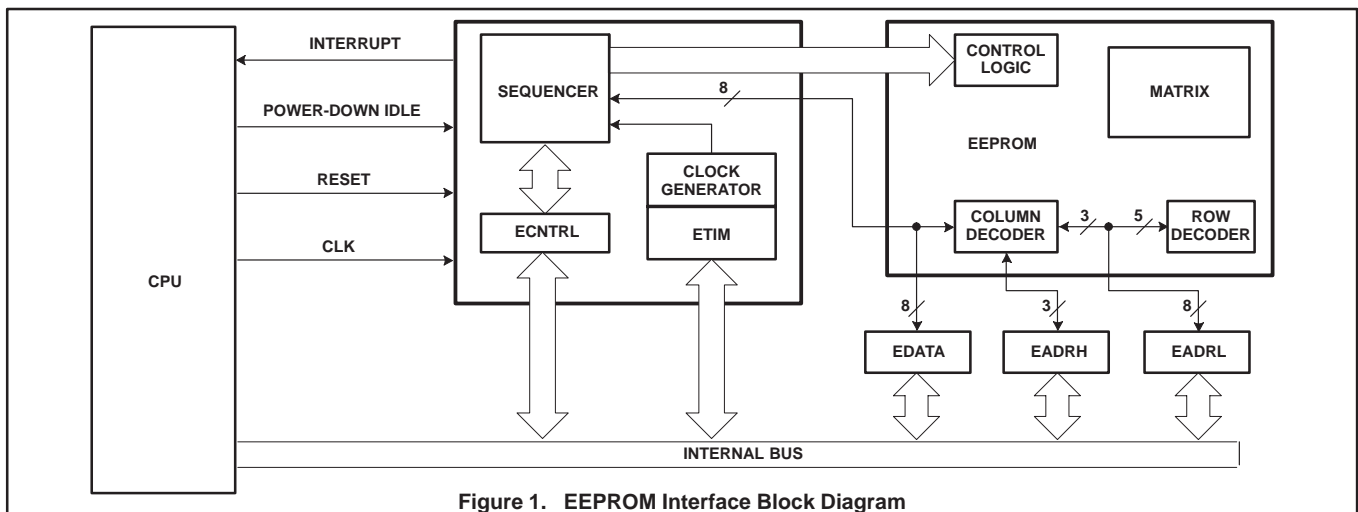 INTERRUPT
POWER-DOWN IDLE
RESET
CLK
CPU
SEQUENCER
8
CLOCK
GENERATOR
ECNTRL
ETIM
CONTROL
LOGIC
MATRIX
EEPROM
COLUMN
DECODER
3
5
ROW
DECODER
8
3
8
EDATA
EADRH
EADRL
INTERNAL BUS
Figure 1. EEPROM Interface Block Diagram